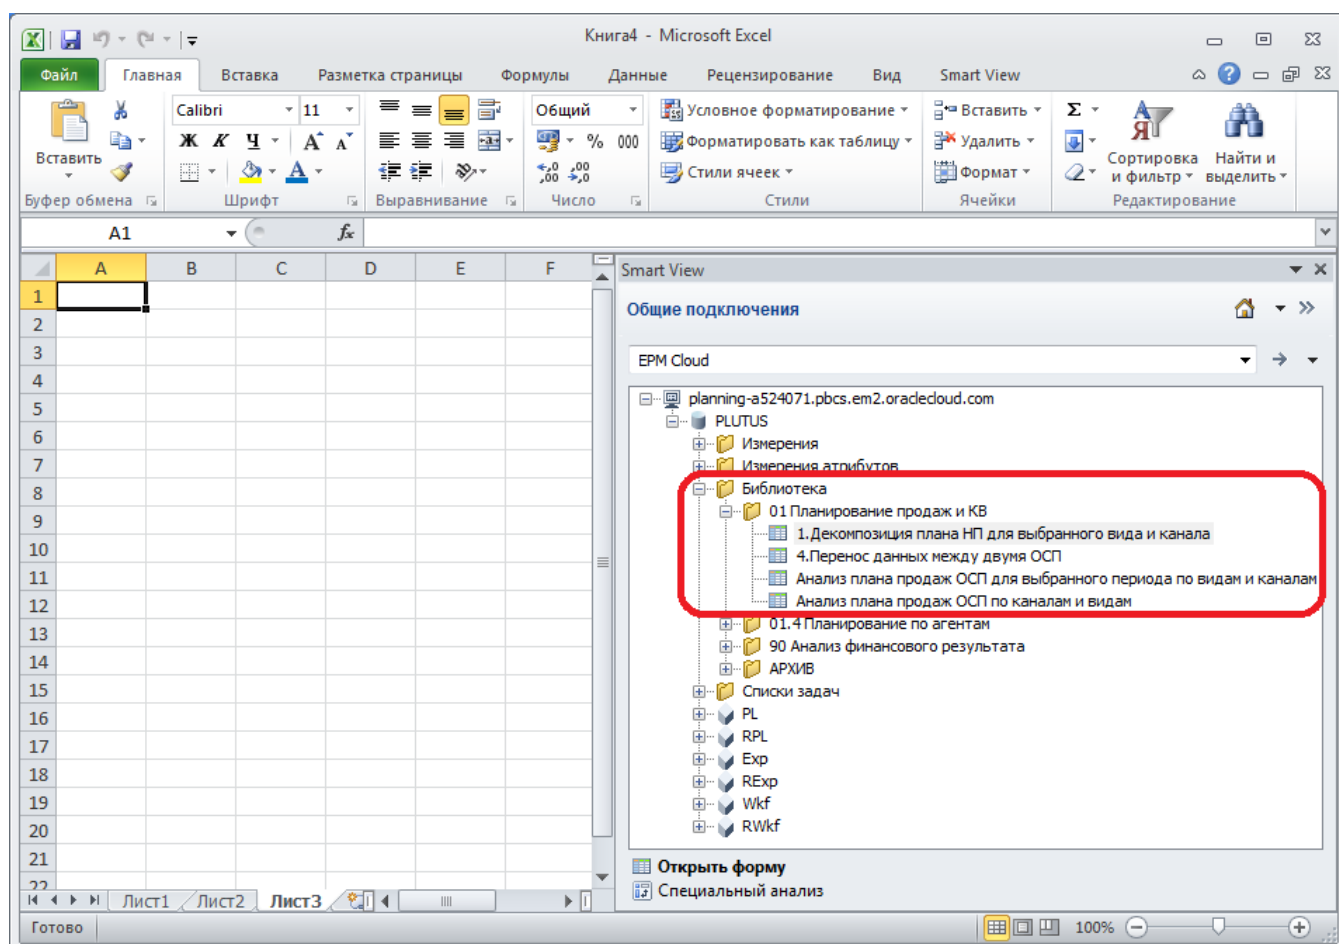 Книга4 - Microsoft Excel
Файл Главная Вставка Разметка страницы Формулы Данные Рецензирование Вид Smart View
Calibri 11 Общий Условное форматирование Вставить Σ
Вставить Ж К Ч A A % 000 Форматировать как таблицу Удалить Сортировка и фильтр Найти и выделить
A ,0 ,00 ,00 ,0 Стили ячеек Формат
Буфер обмена Шрифт Выравнивание Число Стили Ячейки Редактирование
A1 fx
A B C D E F
1
2
3
4
5
6
7
8
9
10
11
12
13
14
15
16
17
18
19
20
21
22
Smart View
Общие подключения
EPM Cloud
planning-a524071.pbcs.em2.oraclecloud.com
PLUTUS
Измерения
Измерения атрибутов
Библиотека
01 Планирование продаж и КВ
1.Декомпозиция плана НП для выбранного вида и канала
4.Перенос данных между двумя ОСП
Анализ плана продаж ОСП для выбранного периода по видам и каналам
Анализ плана продаж ОСП по каналам и видам
01.4 Планирование по агентам
90 Анализ финансового результата
АРХИВ
Списки задач
PL
RPL
Exp
RExp
Wkf
RWkf
Открыть форму
Специальный анализ
Лист1 Лист2 Лист3
Готово 100%